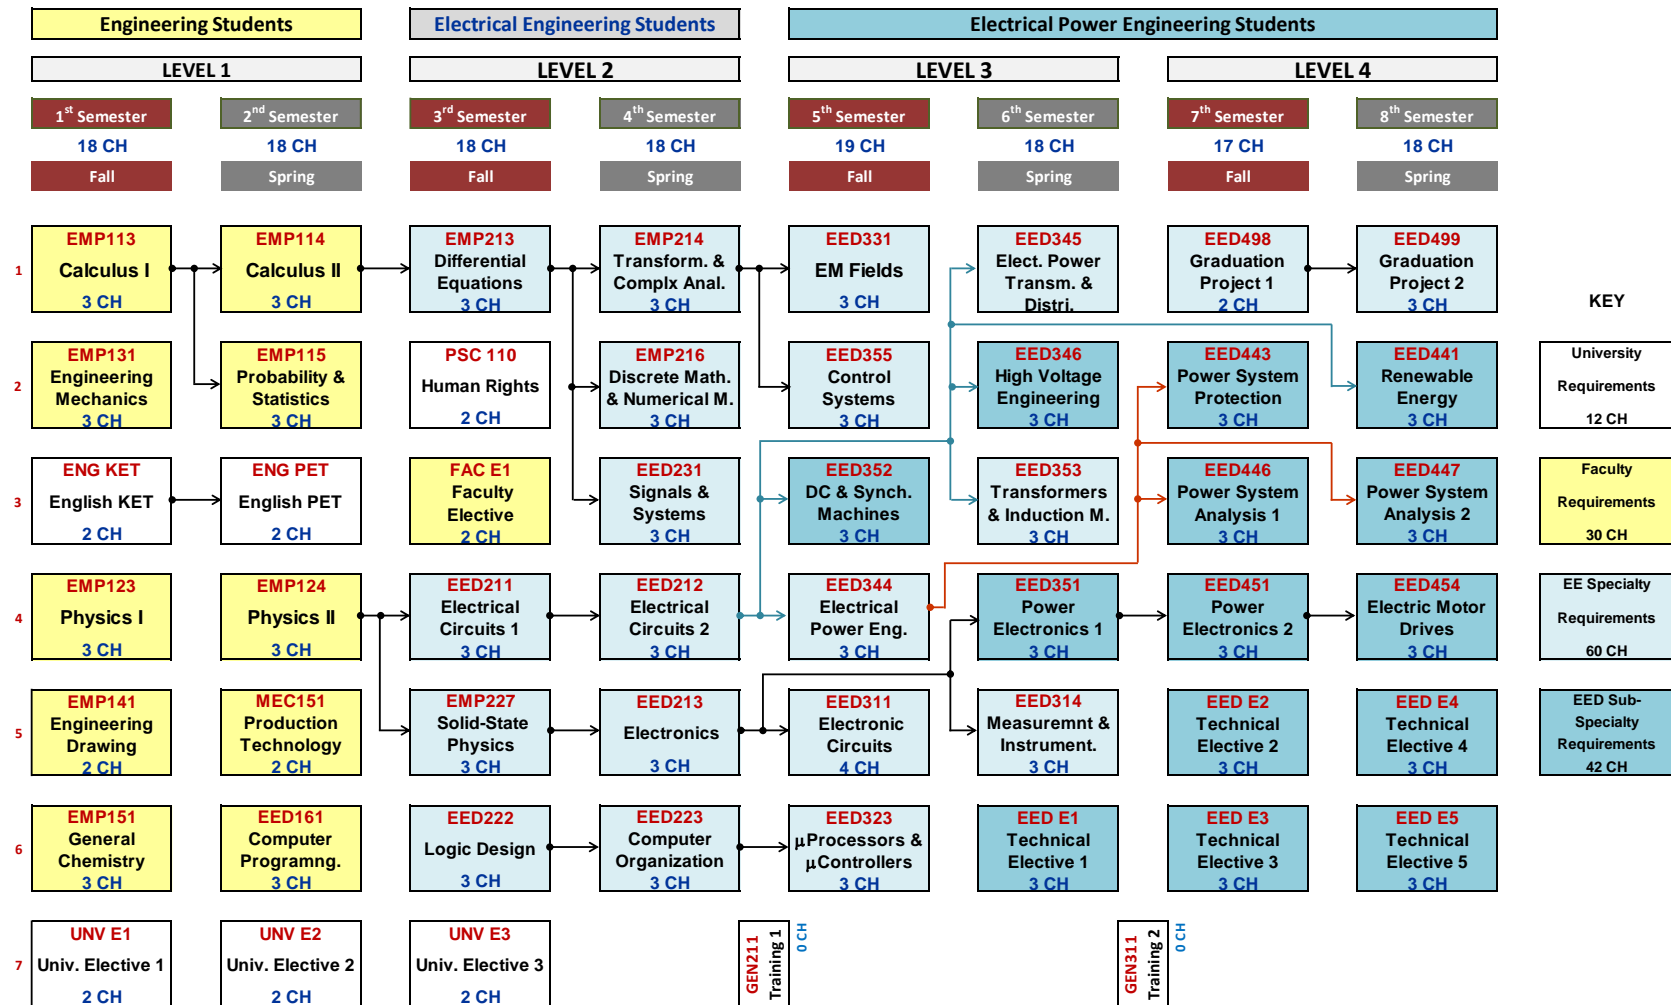 Engineering Students
Electrical Engineering Students
Electrical Power Engineering Students
LEVEL 1
LEVEL 2
LEVEL 3
LEVEL 4
1st Semester
2nd Semester
3rd Semester
4th Semester
5th Semester
6th Semester
7th Semester
8th Semester
18 CH
18 CH
18 CH
18 CH
19 CH
18 CH
17 CH
18 CH
Fall
Spring
Fall
Spring
Fall
Spring
Fall
Spring
1
EMP113
Calculus I
3 CH
EMP114
Calculus II
3 CH
EMP213
Differential
Equations
3 CH
EMP214
Transform. &
Complx Anal.
3 CH
EED331
EM Fields
3 CH
EED345
Elect. Power
Transm. &
Distri.
EED498
Graduation
Project 1
2 CH
EED499
Graduation
Project 2
3 CH
KEY
2
EMP131
Engineering
Mechanics
3 CH
EMP115
Probability &
Statistics
3 CH
PSC 110
Human Rights
2 CH
EMP216
Discrete Math.
& Numerical M.
3 CH
EED355
Control
Systems
3 CH
EED346
High Voltage
Engineering
3 CH
EED443
Power System
Protection
3 CH
EED441
Renewable
Energy
3 CH
University
Requirements
12 CH
3
ENG KET
English KET
2 CH
ENG PET
English PET
2 CH
FAC E1
Faculty
Elective
2 CH
EED231
Signals &
Systems
3 CH
EED352
DC & Synch.
Machines
3 CH
EED353
Transformers
& Induction M.
3 CH
EED446
Power System
Analysis 1
3 CH
EED447
Power System
Analysis 2
3 CH
Faculty
Requirements
30 CH
4
EMP123
Physics I
3 CH
EMP124
Physics II
3 CH
EED211
Electrical
Circuits 1
3 CH
EED212
Electrical
Circuits 2
3 CH
EED344
Electrical
Power Eng.
3 CH
EED351
Power
Electronics 1
3 CH
EED451
Power
Electronics 2
3 CH
EED454
Electric Motor
Drives
3 CH
EE Specialty
Requirements
60 CH
5
EMP141
Engineering
Drawing
2 CH
MEC151
Production
Technology
2 CH
EMP227
Solid-State
Physics
3 CH
EED213
Electronics
3 CH
EED311
Electronic
Circuits
4 CH
EED314
Measuremnt &
Instrument.
3 CH
EED E2
Technical
Elective 2
3 CH
EED E4
Technical
Elective 4
3 CH
EED Sub-
Specialty
Requirements
42 CH
6
EMP151
General
Chemistry
3 CH
EED161
Computer
Programng.
3 CH
EED222
Logic Design
3 CH
EED223
Computer
Organization
3 CH
EED323
µProcessors &
µControllers
3 CH
EED E1
Technical
Elective 1
3 CH
EED E3
Technical
Elective 3
3 CH
EED E5
Technical
Elective 5
3 CH
7
UNV E1
Univ. Elective 1
2 CH
UNV E2
Univ. Elective 2
2 CH
UNV E3
Univ. Elective 3
2 CH
GEN211
Training 1
0 CH
GEN311
Training 2
0 CH